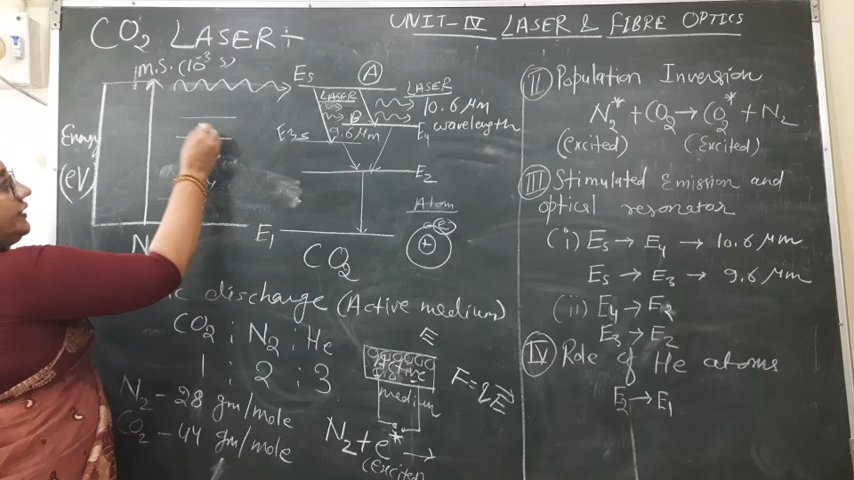 UNIT-IV LASER & FIBRE OPTICS
CO2 LASER:-
m.s. (10⁻³ s)
Energy
(eV)
N
E5
A
LASER
10.6 μm
wavelength
LASER
9.6 μm
E3
E4
E2
E1
CO2
Atom
e
+
discharge (Active medium)
CO2 : N2 : He
1 : 2 : 3
N2 - 28 gm/mole
CO2 - 44 gm/mole
E
Active
medium
F=qE
N2 + e* →
(excited)
II Population Inversion
N2* + CO2 → CO2* + N2
(excited) (Excited)
III Stimulated Emission and
optical resonator
(i) E5 → E4 → 10.6 μm
E5 → E3 → 9.6 μm
(ii) E4 → E2
E3 → E2
IV Role of He atoms
E2 → E1